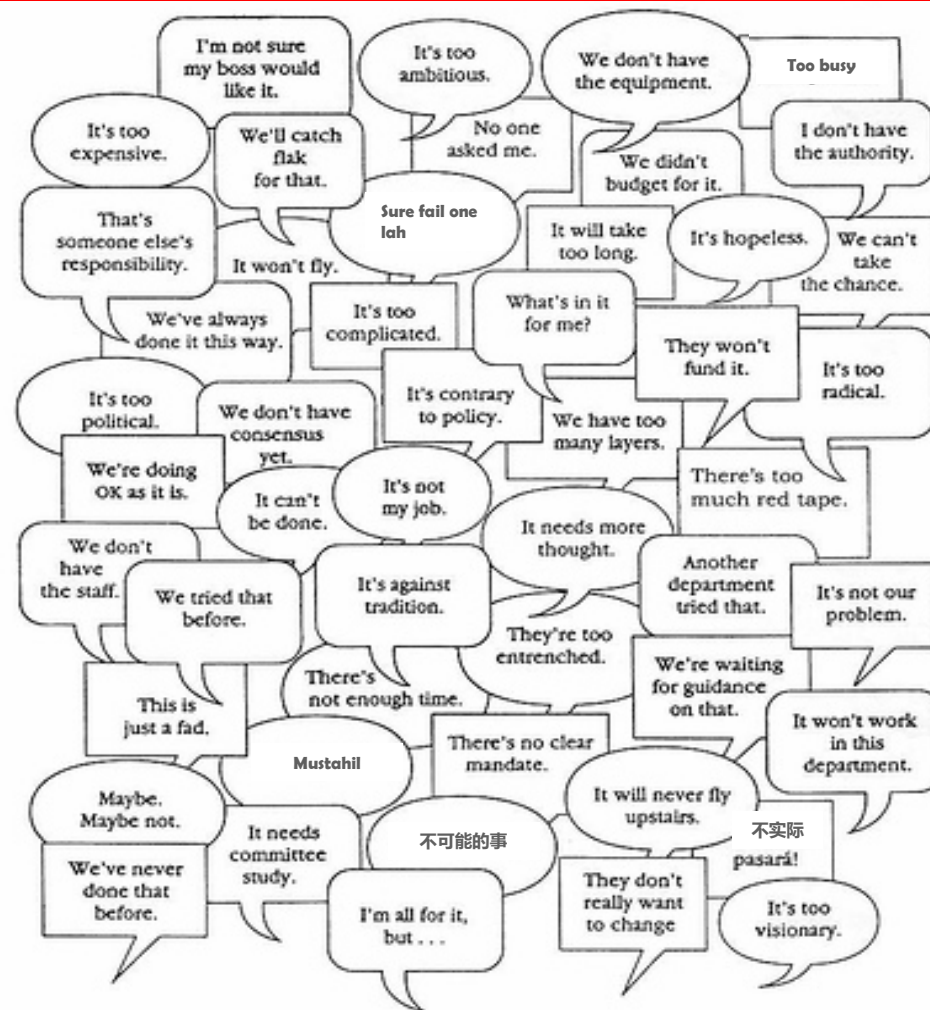 I'm not sure
my boss would
like it.
It's too
ambitious.
We don't have
the equipment.
Too busy
It's too
expensive.
We'll catch
flak
for that.
No one
asked me.
We didn't
budget for it.
I don't have
the authority.
That's
someone else's
responsibility.
It won't fly.
Sure fail one
lah
It will take
too long.
It's hopeless.
We can't
take
the chance.
We've always
done it this way.
It's too
complicated.
What's in it
for me?
They won't
fund it.
It's too
radical.
It's too
political.
We don't have
consensus
yet.
It's contrary
to policy.
We have too
many layers.
We're doing
OK as it is.
It can't
be done.
It's not
my job.
There's too
much red tape.
It needs more
thought.
We don't
have
the staff.
We tried that
before.
It's against
tradition.
Another
department
tried that.
It's not our
problem.
They're too
entrenched.
There's
not enough time.
We're waiting
for guidance
on that.
This is
just a fad.
Mustahil
There's no clear
mandate.
It won't work
in this
department.
Maybe.
Maybe not.
It needs
committee
study.
不可能的事
It will never fly
upstairs.
不实际
pasará!
We've never
done that
before.
I'm all for it,
but . . .
They don't
really want
to change
It's too
visionary.